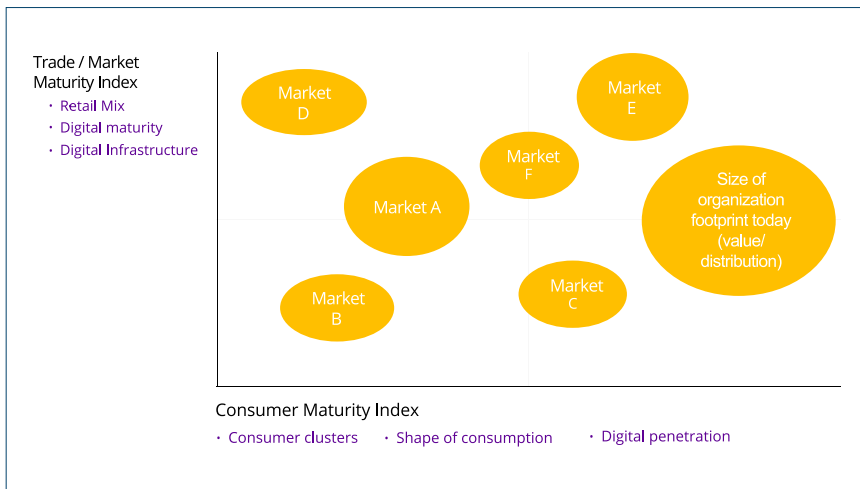 Trade / Market
Maturity Index
· Retail Mix
· Digital maturity
· Digital Infrastructure
Market
D
Market
E
Market
F
Market A
Size of
organization
footprint today
(value/
distribution)
Market
B
Market
C
Consumer Maturity Index
· Consumer clusters · Shape of consumption · Digital penetration